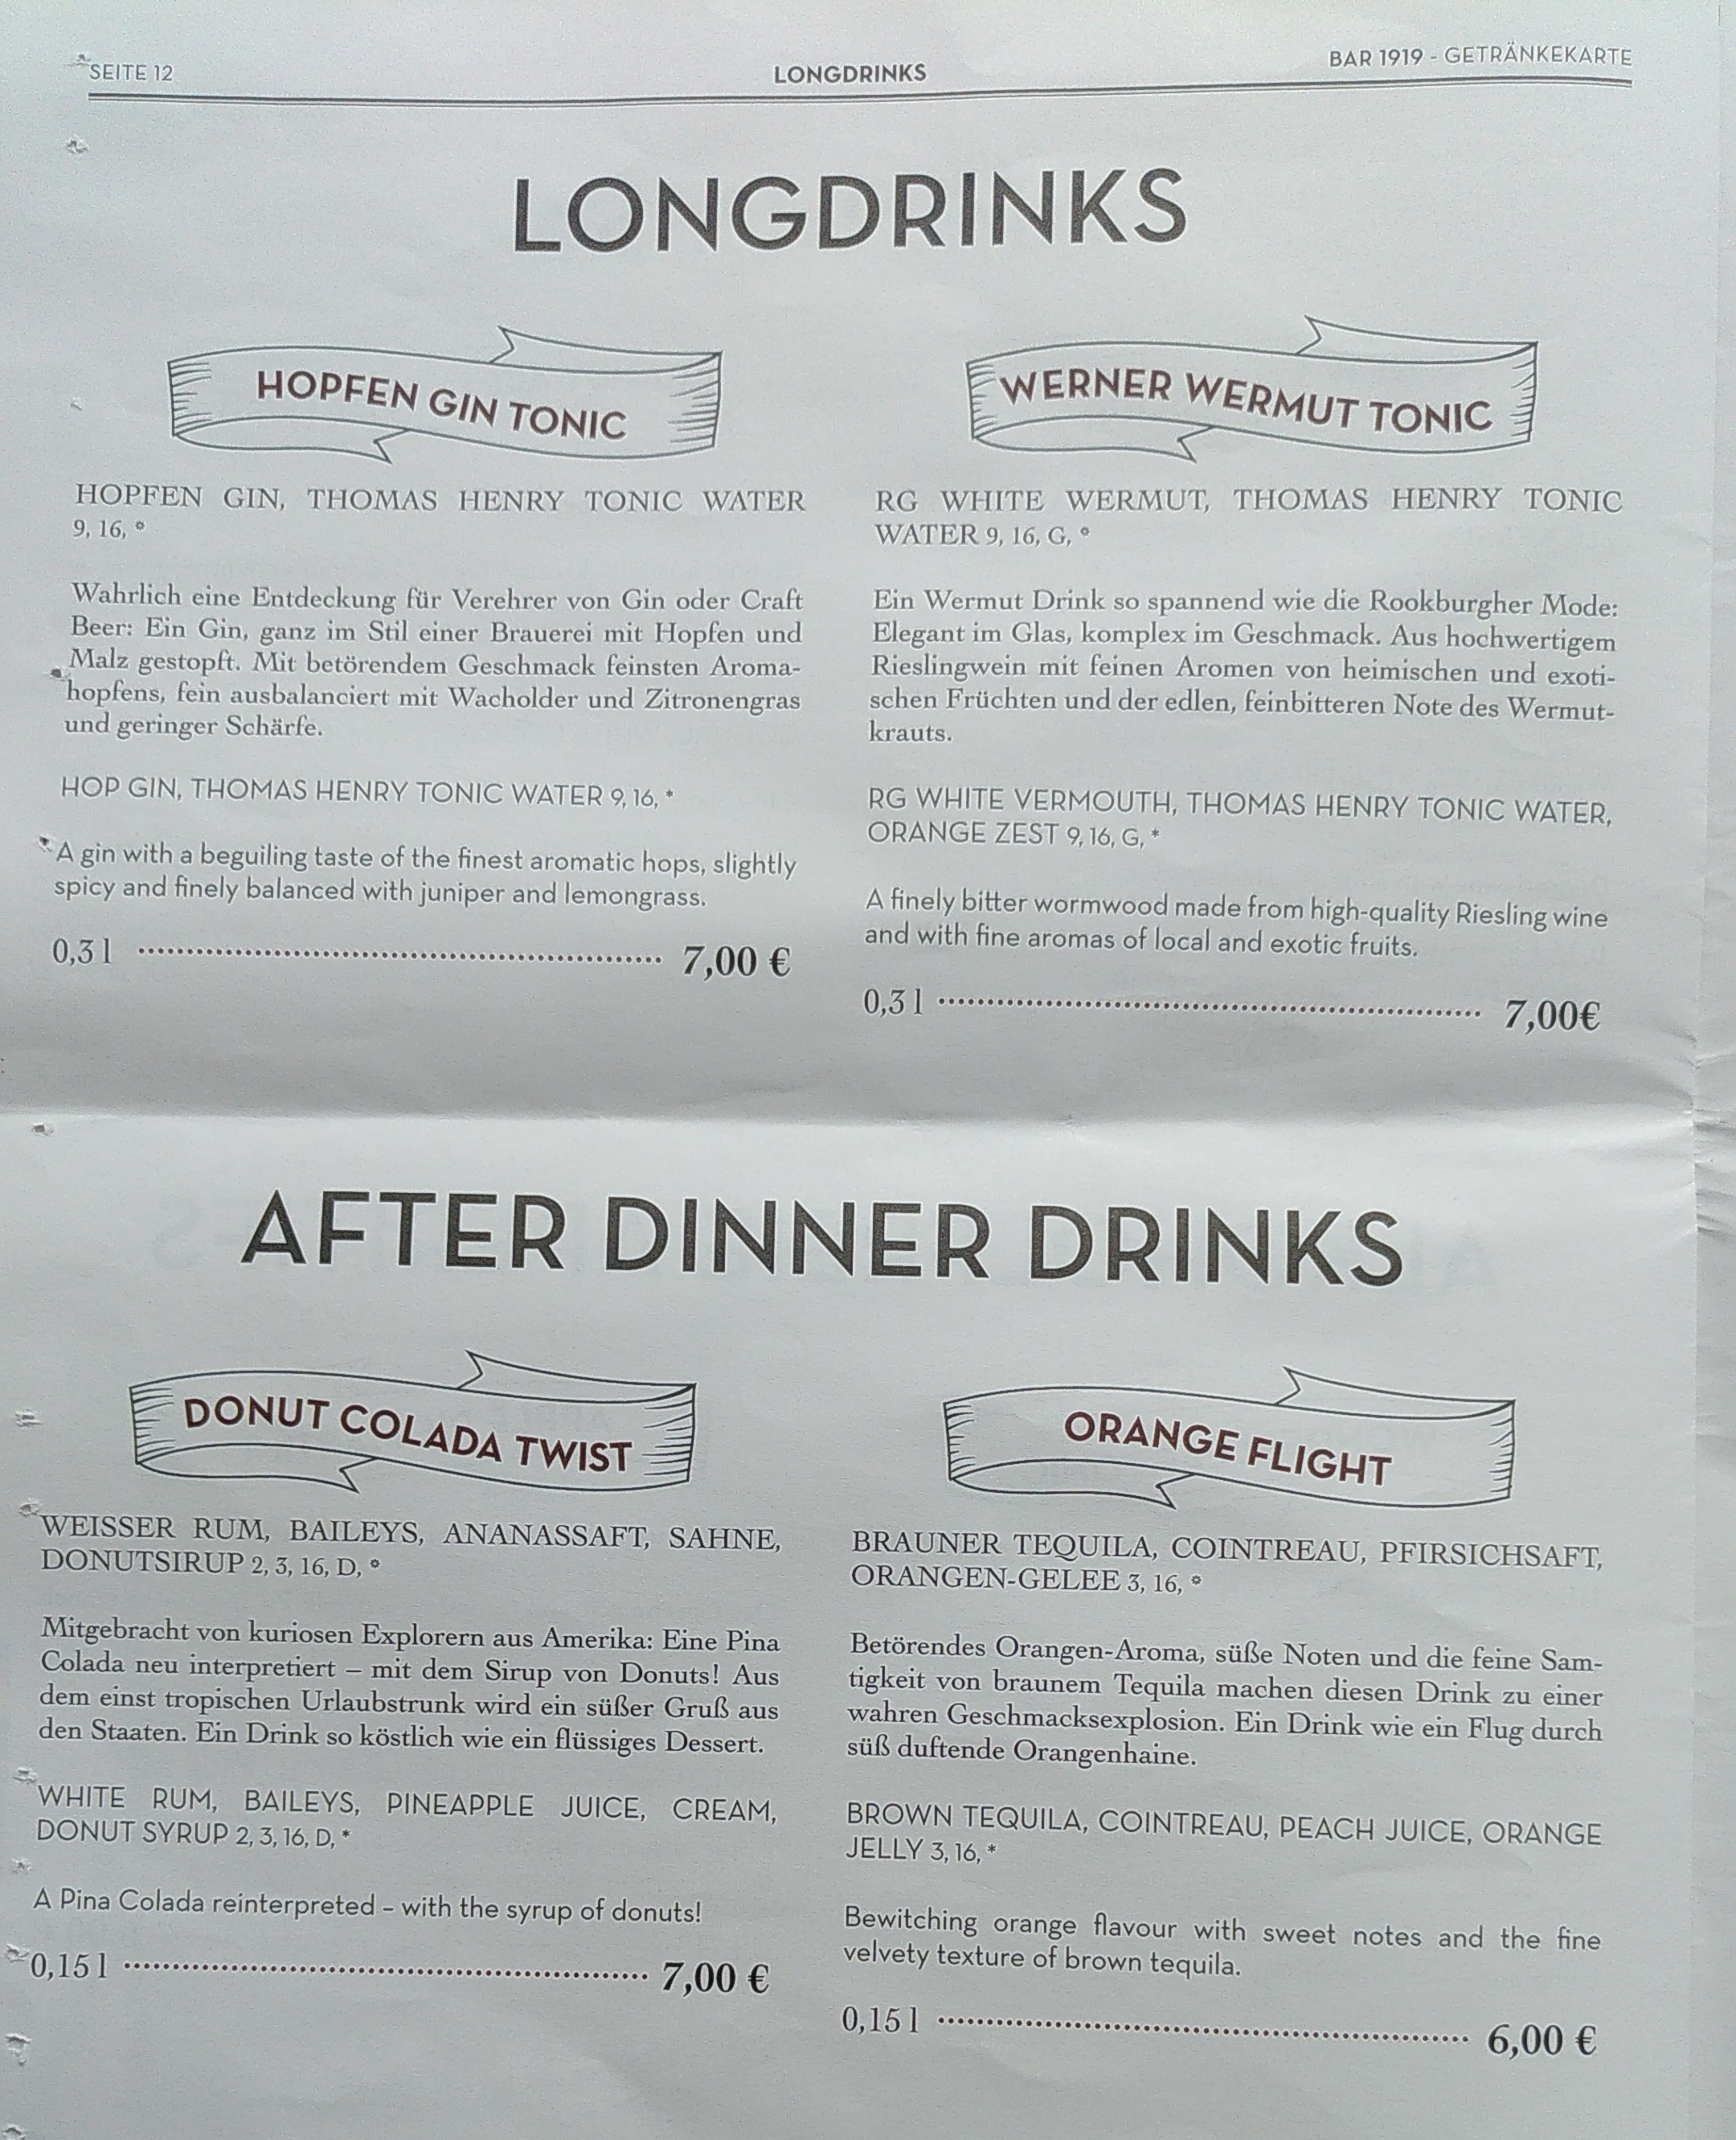 SEITE 12
LONGDRINKS
BAR 1919 - GETRÄNKEKARTE
LONGDRINKS
HOPFEN GIN TONIC
HOPFEN GIN, THOMAS HENRY TONIC WATER
9, 16, *
Wahrlich eine Entdeckung für Verehrer von Gin oder Craft
Beer: Ein Gin, ganz im Stil einer Brauerei mit Hopfen und
Malz gestopft. Mit betörendem Geschmack feinsten Aroma-
hopfens, fein ausbalanciert mit Wacholder und Zitronengras
und geringer Schärfe.
HOP GIN, THOMAS HENRY TONIC WATER 9, 16, *
A gin with a beguiling taste of the finest aromatic hops, slightly
spicy and finely balanced with juniper and lemongrass.
0,3 l 7,00 €
WERNER WERMUT TONIC
RG WHITE WERMUT, THOMAS HENRY TONIC
WATER 9, 16, G, *
Ein Wermut Drink so spannend wie die Rookburgher Mode:
Elegant im Glas, komplex im Geschmack. Aus hochwertigem
Rieslingwein mit feinen Aromen von heimischen und exoti-
schen Früchten und der edlen, feinbitteren Note des Wermut-
krauts.
RG WHITE VERMOUTH, THOMAS HENRY TONIC WATER,
ORANGE ZEST 9, 16, G, *
A finely bitter wormwood made from high-quality Riesling wine
and with fine aromas of local and exotic fruits.
0,3 l 7,00€
AFTER DINNER DRINKS
DONUT COLADA TWIST
WEISSER RUM, BAILEYS, ANANASSAFT, SAHNE,
DONUTSIRUP 2, 3, 16, D, *
Mitgebracht von kuriosen Explorern aus Amerika: Eine Pina
Colada neu interpretiert – mit dem Sirup von Donuts! Aus
dem einst tropischen Urlaubstrunk wird ein süßer Gruß aus
den Staaten. Ein Drink so köstlich wie ein flüssiges Dessert.
WHITE RUM, BAILEYS, PINEAPPLE JUICE, CREAM,
DONUT SYRUP 2, 3, 16, D, *
A Pina Colada reinterpreted – with the syrup of donuts!
0,15 l 7,00 €
ORANGE FLIGHT
BRAUNER TEQUILA, COINTREAU, PFIRSICHSAFT,
ORANGEN-GELEE 3, 16, *
Betörendes Orangen-Aroma, süße Noten und die feine Sam-
tigkeit von braunem Tequila machen diesen Drink zu einer
wahren Geschmacksexplosion. Ein Drink wie ein Flug durch
süß duftende Orangenhaine.
BROWN TEQUILA, COINTREAU, PEACH JUICE, ORANGE
JELLY 3, 16, *
Bewitching orange flavour with sweet notes and the fine
velvety texture of brown tequila.
0,15 l 6,00 €